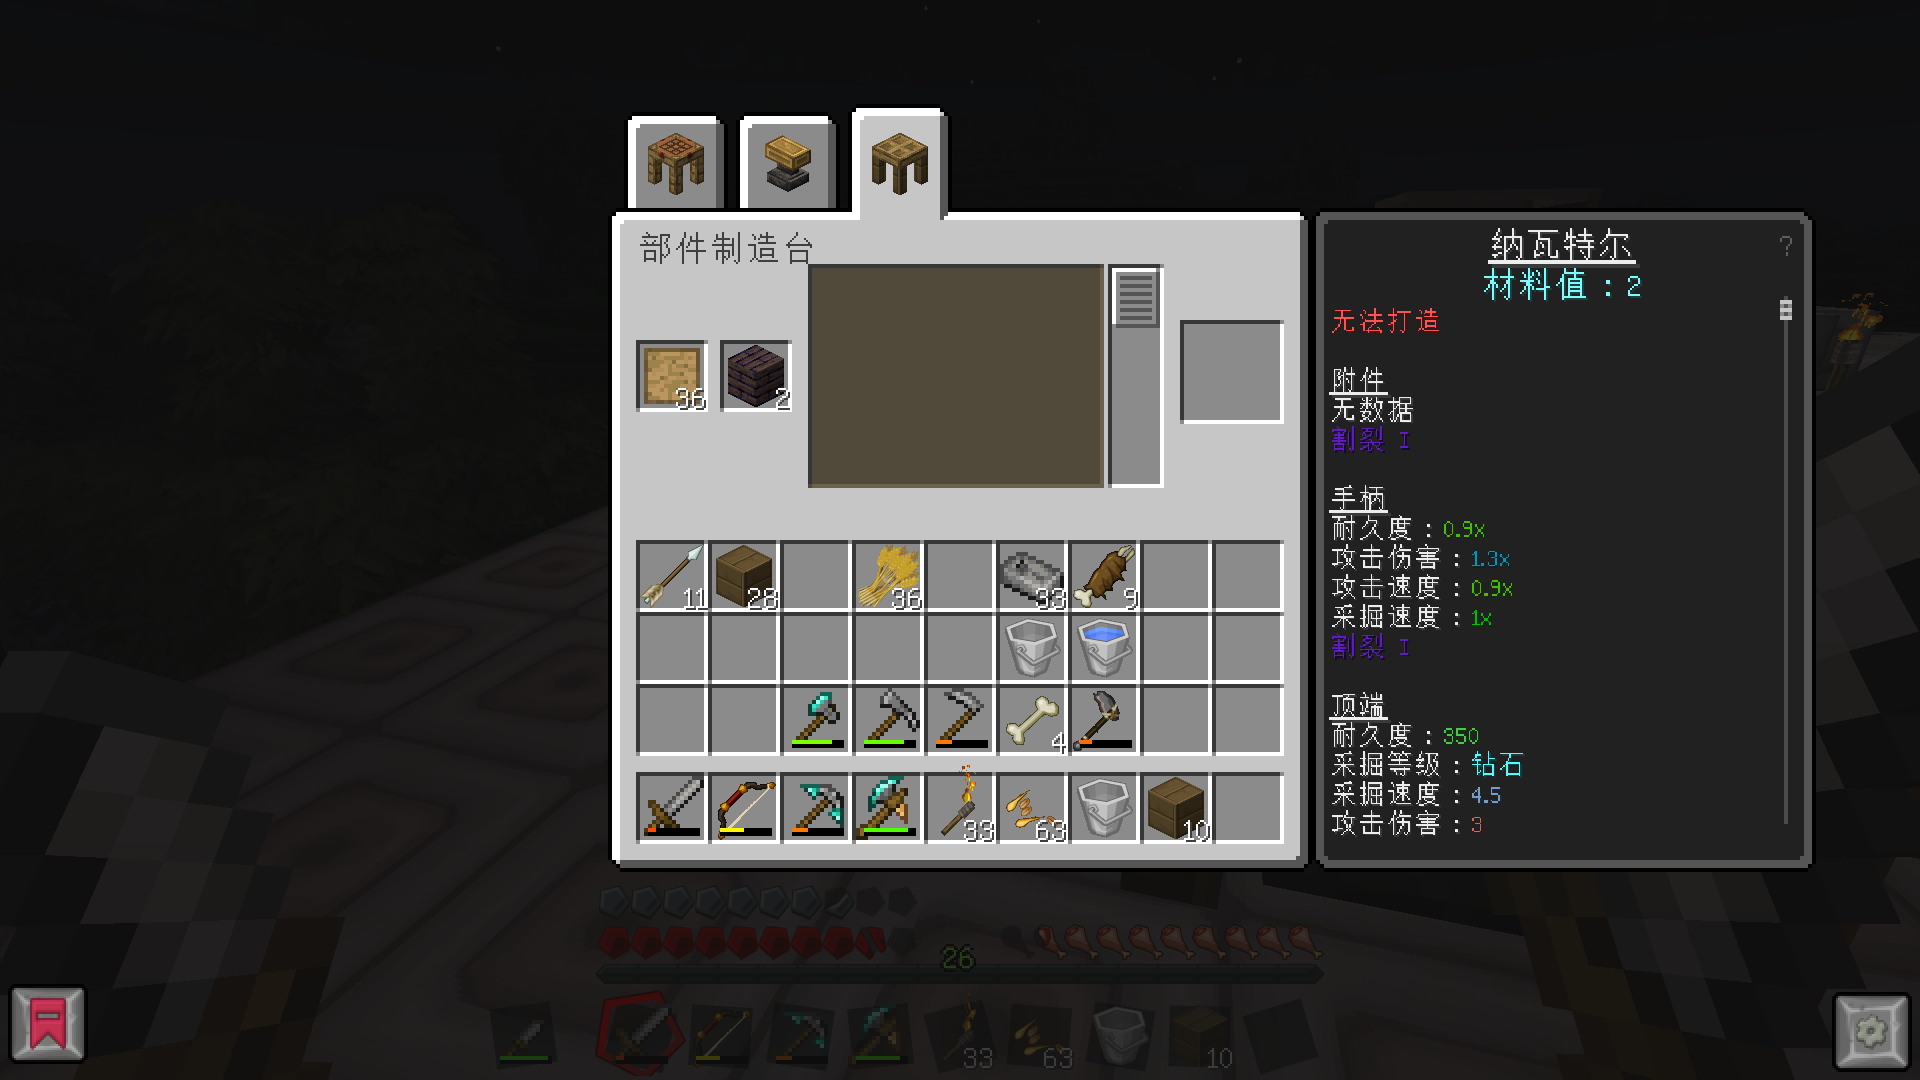 部件制造台
36
2
11
28
36
33
9
4
33
63
10
纳瓦特尔
?
材料值：2
无法打造
附件
无数据
割裂 I
手柄
耐久度：0.9x
攻击伤害：1.3x
攻击速度：0.9x
采掘速度：1x
割裂 I
顶端
耐久度：350
采掘等级：钻石
采掘速度：4.5
攻击伤害：3
26
33
63
10